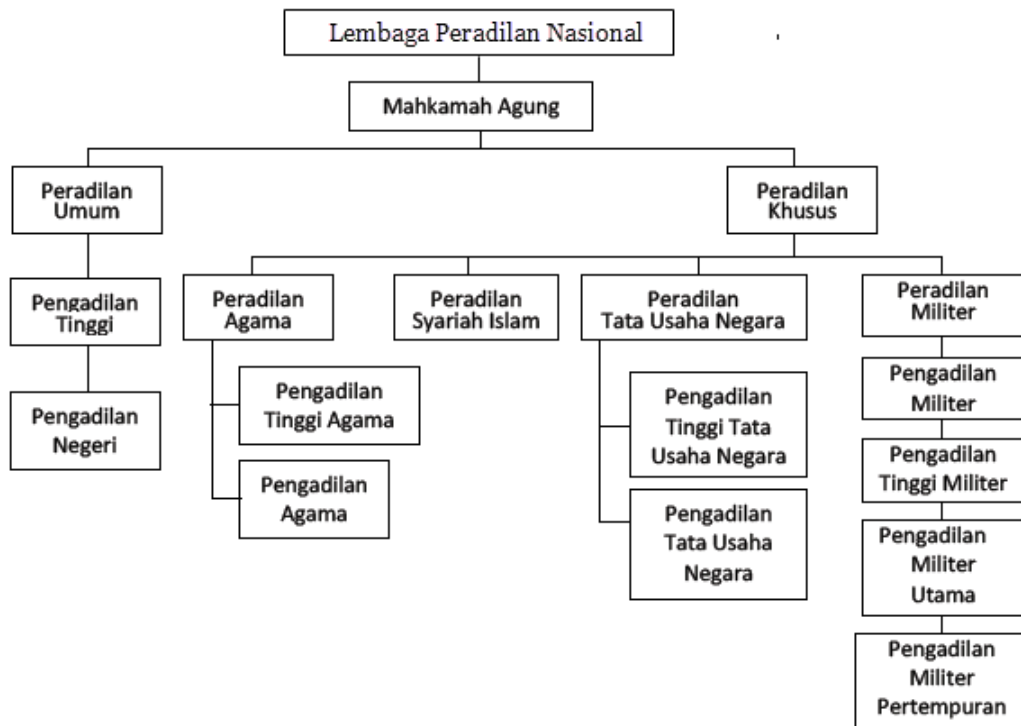 Lembaga Peradilan Nasional
Mahkamah Agung
Peradilan
Umum
Peradilan
Khusus
Pengadilan
Tinggi
Pengadilan
Negeri
Peradilan
Agama
Pengadilan
Tinggi Agama
Pengadilan
Agama
Peradilan
Syariah Islam
Peradilan
Tata Usaha Negara
Pengadilan
Tinggi Tata
Usaha Negara
Pengadilan
Tata Usaha
Negara
Peradilan
Militer
Pengadilan
Militer
Pengadilan
Tinggi Militer
Pengadilan
Militer
Utama
Pengadilan
Militer
Pertempuran